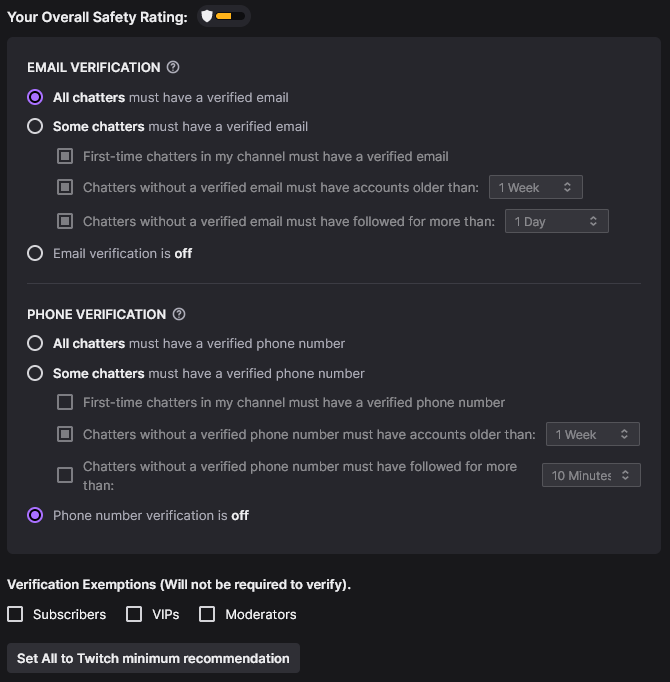 Your Overall Safety Rating:
EMAIL VERIFICATION ?
All chatters must have a verified email
Some chatters must have a verified email
First-time chatters in my channel must have a verified email
Chatters without a verified email must have accounts older than: 1 Week
Chatters without a verified email must have followed for more than: 1 Day
Email verification is off
PHONE VERIFICATION ?
All chatters must have a verified phone number
Some chatters must have a verified phone number
First-time chatters in my channel must have a verified phone number
Chatters without a verified phone number must have accounts older than: 1 Week
Chatters without a verified phone number must have followed for more
than: 10 Minutes
Phone number verification is off
Verification Exemptions (Will not be required to verify).
Subscribers VIPs Moderators
Set All to Twitch minimum recommendation